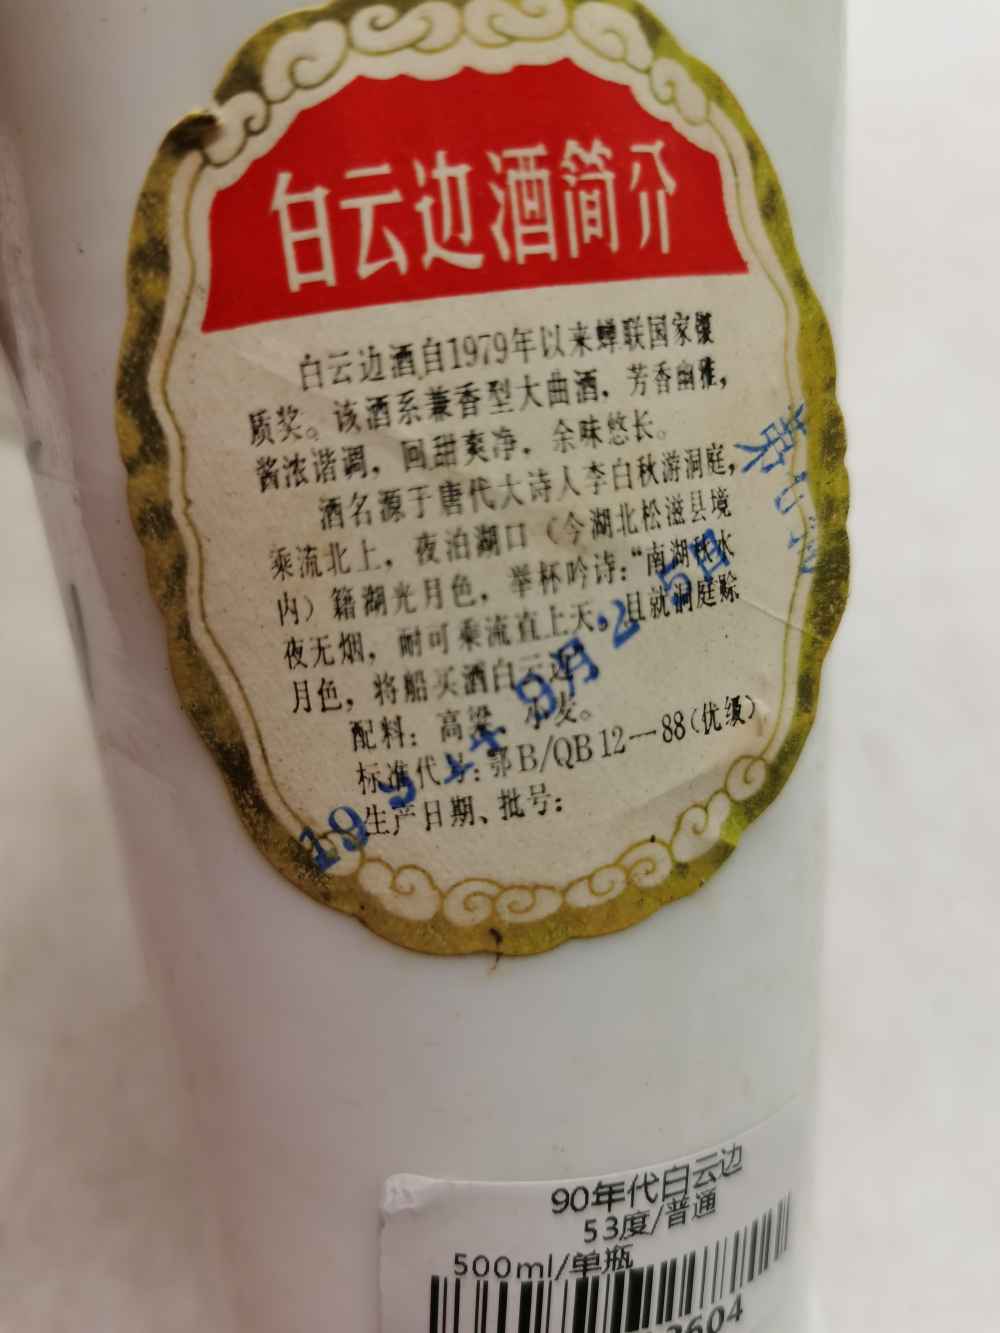 白云边酒简介
白云边酒自1979年以来蝉联国家银
质奖。该酒系兼香型大曲酒，芳香幽雅，
酱浓谐调，回甜爽净，余味悠长。
酒名源于唐代大诗人李白秋游洞庭，
乘流北上，夜泊湖口（今湖北松滋县境
内）籍湖光月色，举杯吟诗：“南湖秋水
夜无烟，耐可乘流直上天，且就洞庭赊
月色，将船买酒白云边”
配料：高粱、小麦。
标准代号：鄂B/QB12—88（优级）
生产日期、批号：
9月25日
90年代白云边
53度/普通
500ml/单瓶
3604